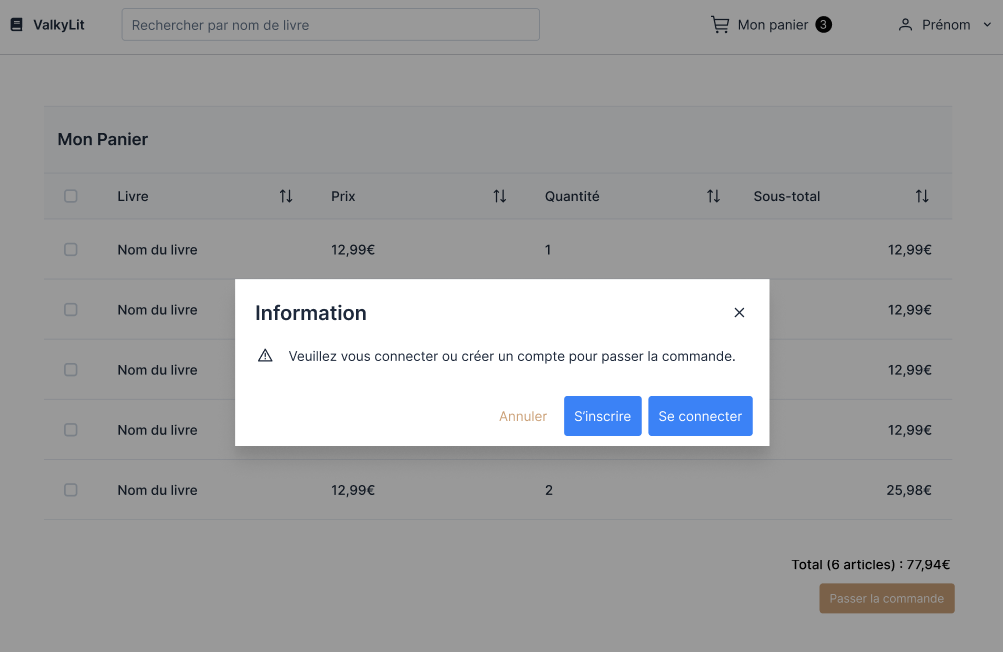 ValkyLit Rechercher par nom de livre Mon panier 3 Prénom
Mon Panier
Livre Prix Quantité Sous-total
Nom du livre 12,99€ 1 12,99€
Nom du livre 12,99€
Information
Veuillez vous connecter ou créer un compte pour passer la commande.
Nom du livre 12,99€
Annuler S'inscrire Se connecter
Nom du livre 12,99€
Nom du livre 12,99€ 2 25,98€
Total (6 articles) : 77,94€
Passer la commande